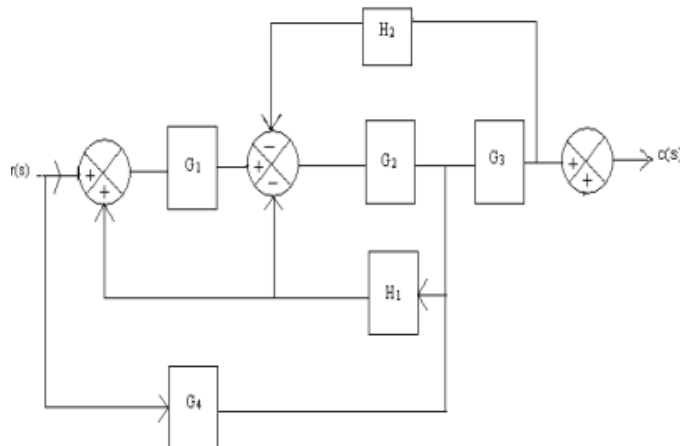 H2
r(s)
+
+
G1
−
+
−
G2
G3
+
+
c(s)
H1
G4